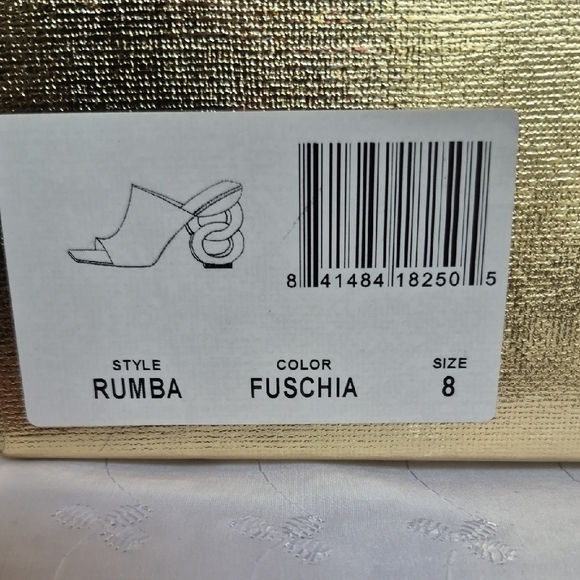 8 41484 18250 5
STYLE COLOR SIZE
RUMBA FUSCHIA 8